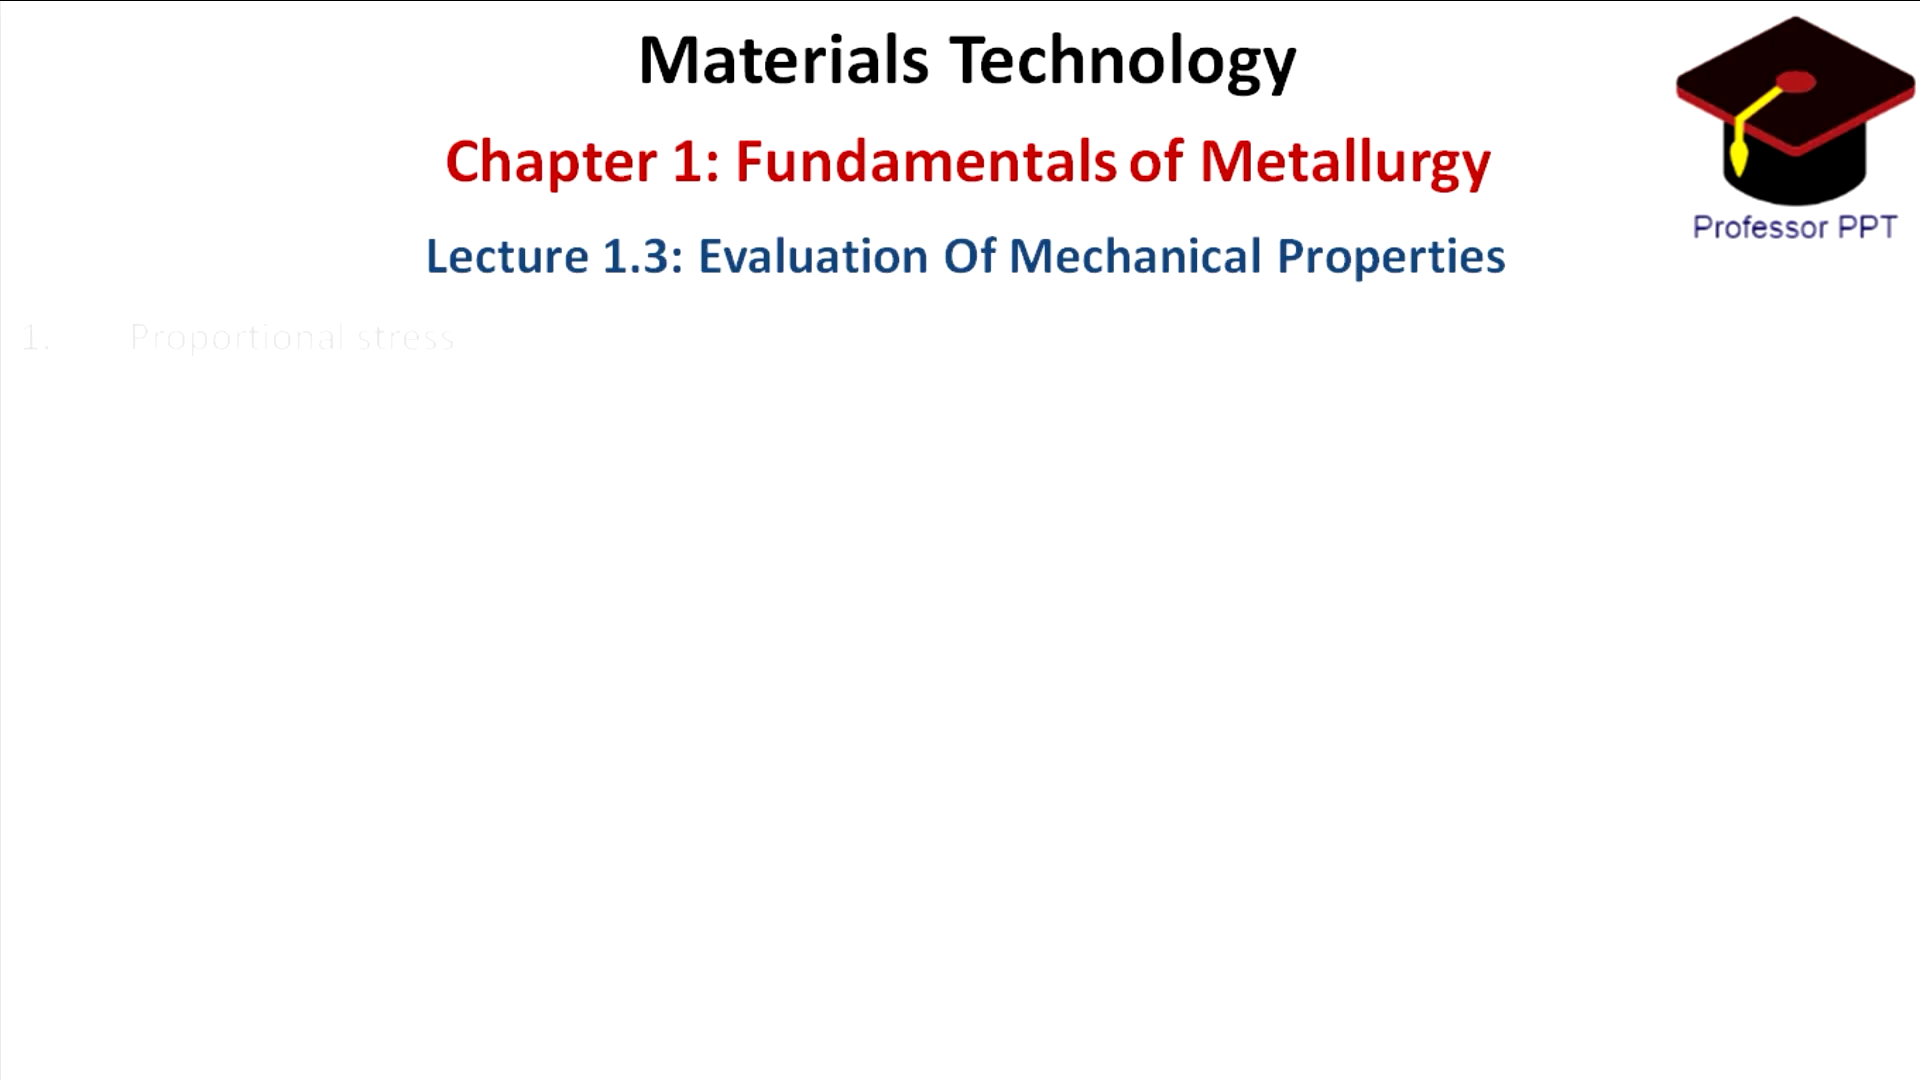 Materials Technology
Chapter 1: Fundamentals of Metallurgy
Lecture 1.3: Evaluation Of Mechanical Properties
Professor PPT
1. Proportional stress